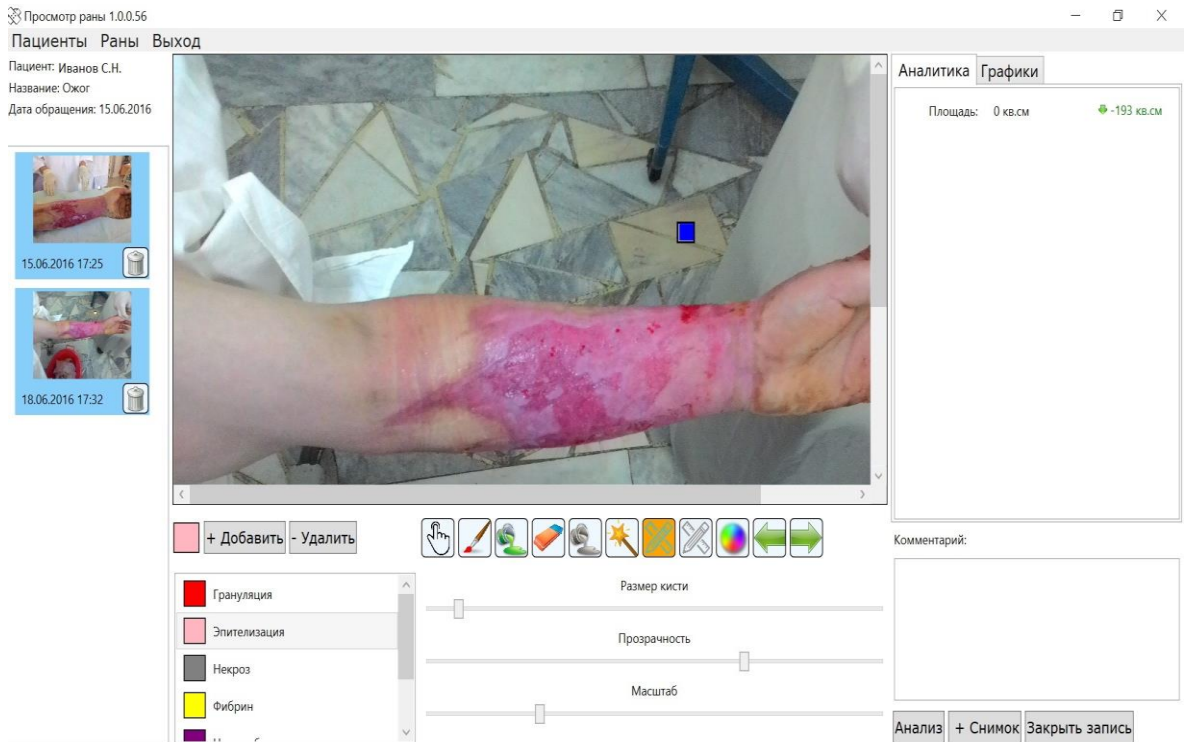 Просмотр раны 1.0.0.56
Пациенты Раны Выход
Пациент: Иванов С.Н.
Название: Ожог
Дата обращения: 15.06.2016
15.06.2016 17:25
18.06.2016 17:32
Аналитика Графики
Площадь: 0 кв.см -193 кв.см
+ Добавить - Удалить
Грануляция
Эпителизация
Некроз
Фибрин
Размер кисти
Прозрачность
Масштаб
Комментарий:
Анализ + Снимок Закрыть запись